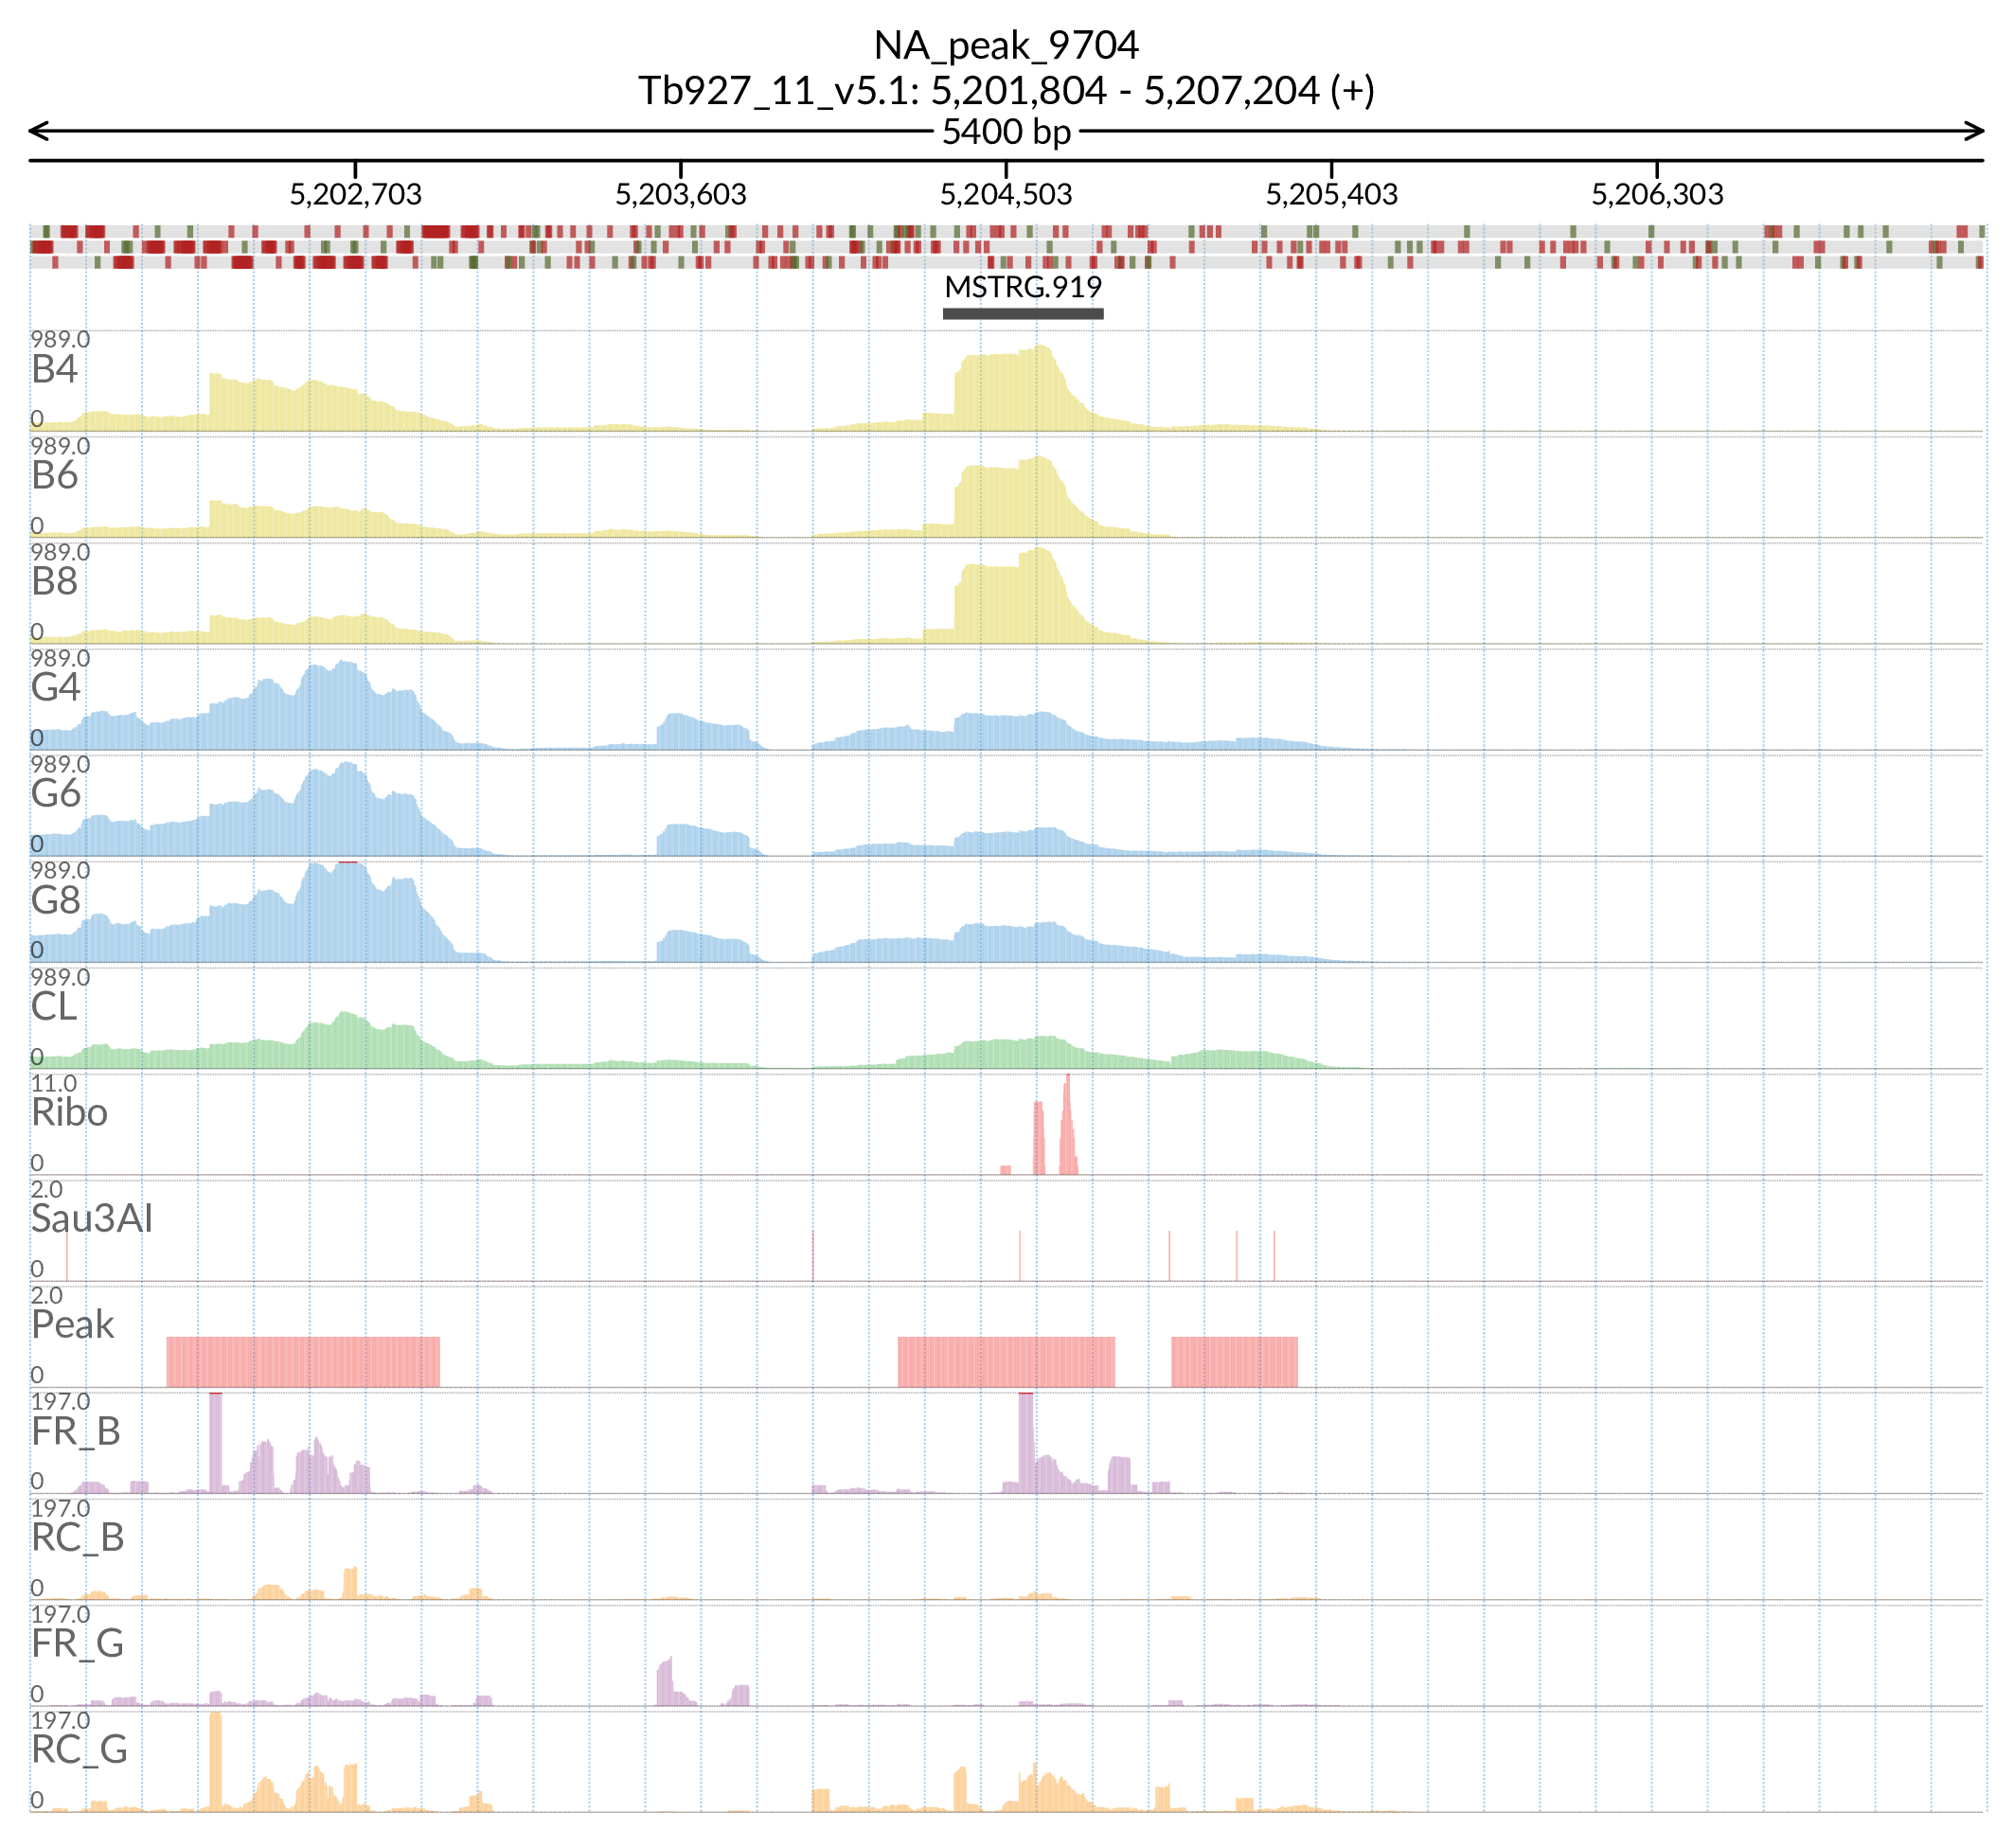 NA_peak_9704
Tb927_11_v5.1: 5,201,804 - 5,207,204 (+)
5400 bp
5,202,703 5,203,603 5,204,503 5,205,403 5,206,303
MSTRG.919
989.0
B4
0
989.0
B6
0
989.0
B8
0
989.0
G4
0
989.0
G6
0
989.0
G8
0
989.0
CL
0
11.0
Ribo
0
2.0
Sau3AI
0
2.0
Peak
0
197.0
FR_B
0
197.0
RC_B
0
197.0
FR_G
0
197.0
RC_G
0